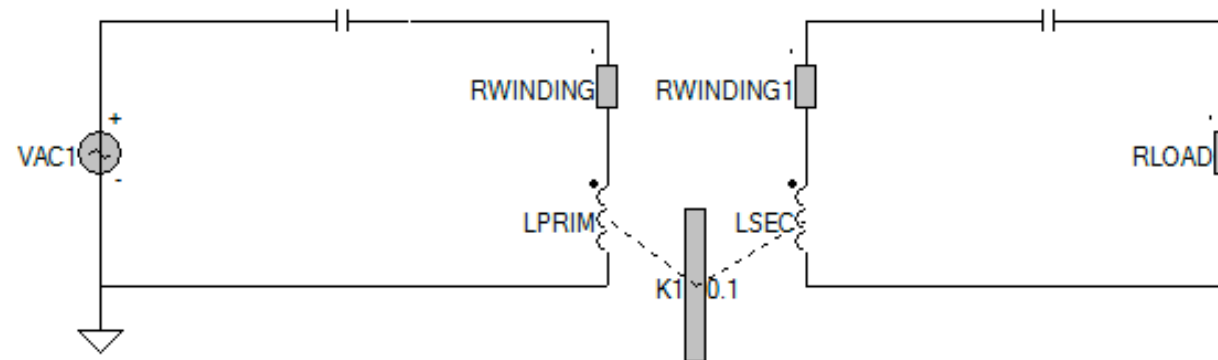 RWINDING
RWINDING1
+
VAC1
-
RLOAD
LPRIM
LSEC
K1 0.1